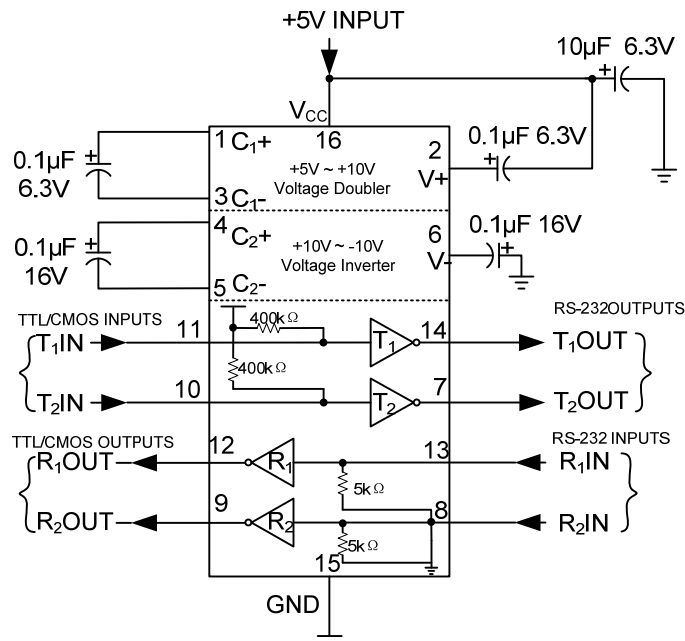 +5V INPUT
10µF 6.3V
VCC
16
1 C1+
0.1µF
6.3V
3 C1-
+5V ~ +10V
Voltage Doubler
2
V+
0.1µF 6.3V
4 C2+
0.1µF
16V
5 C2-
+10V ~ -10V
Voltage Inverter
6
V-
0.1µF 16V
TTL/CMOS INPUTS
RS-232OUTPUTS
400kΩ
T1IN
11
T1
14
T1OUT
400kΩ
T2IN
10
T2
7
T2OUT
TTL/CMOS OUTPUTS
RS-232 INPUTS
R1OUT
12
R1
13
R1IN
5kΩ
R2OUT
9
R2
8
R2IN
5kΩ
15
GND